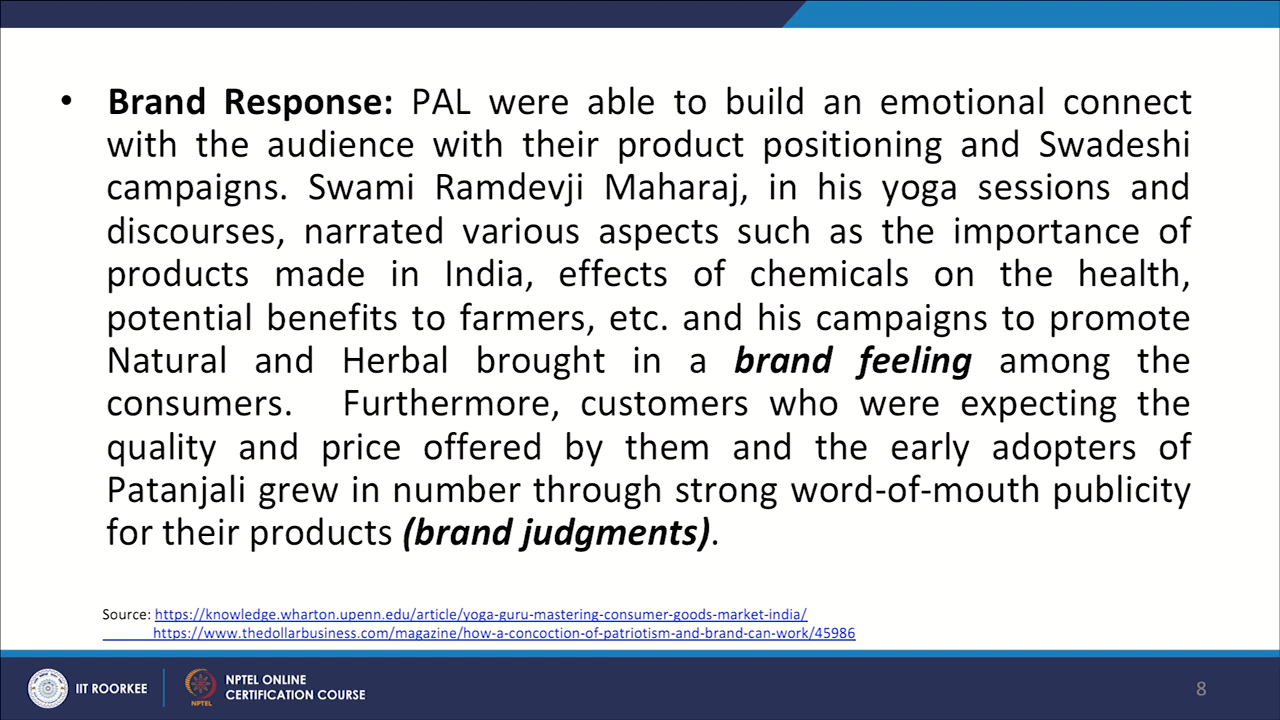 • Brand Response: PAL were able to build an emotional connect
with the audience with their product positioning and Swadeshi
campaigns. Swami Ramdevji Maharaj, in his yoga sessions and
discourses, narrated various aspects such as the importance of
products made in India, effects of chemicals on the health,
potential benefits to farmers, etc. and his campaigns to promote
Natural and Herbal brought in a brand feeling among the
consumers. Furthermore, customers who were expecting the
quality and price offered by them and the early adopters of
Patanjali grew in number through strong word-of-mouth publicity
for their products (brand judgments).
Source: https://knowledge.wharton.upenn.edu/article/yoga-guru-mastering-consumer-goods-market-india/
https://www.thedollarbusiness.com/magazine/how-a-concoction-of-patriotism-and-brand-can-work/45986
IIT ROORKEE
NPTEL
NPTEL ONLINE
CERTIFICATION COURSE
8